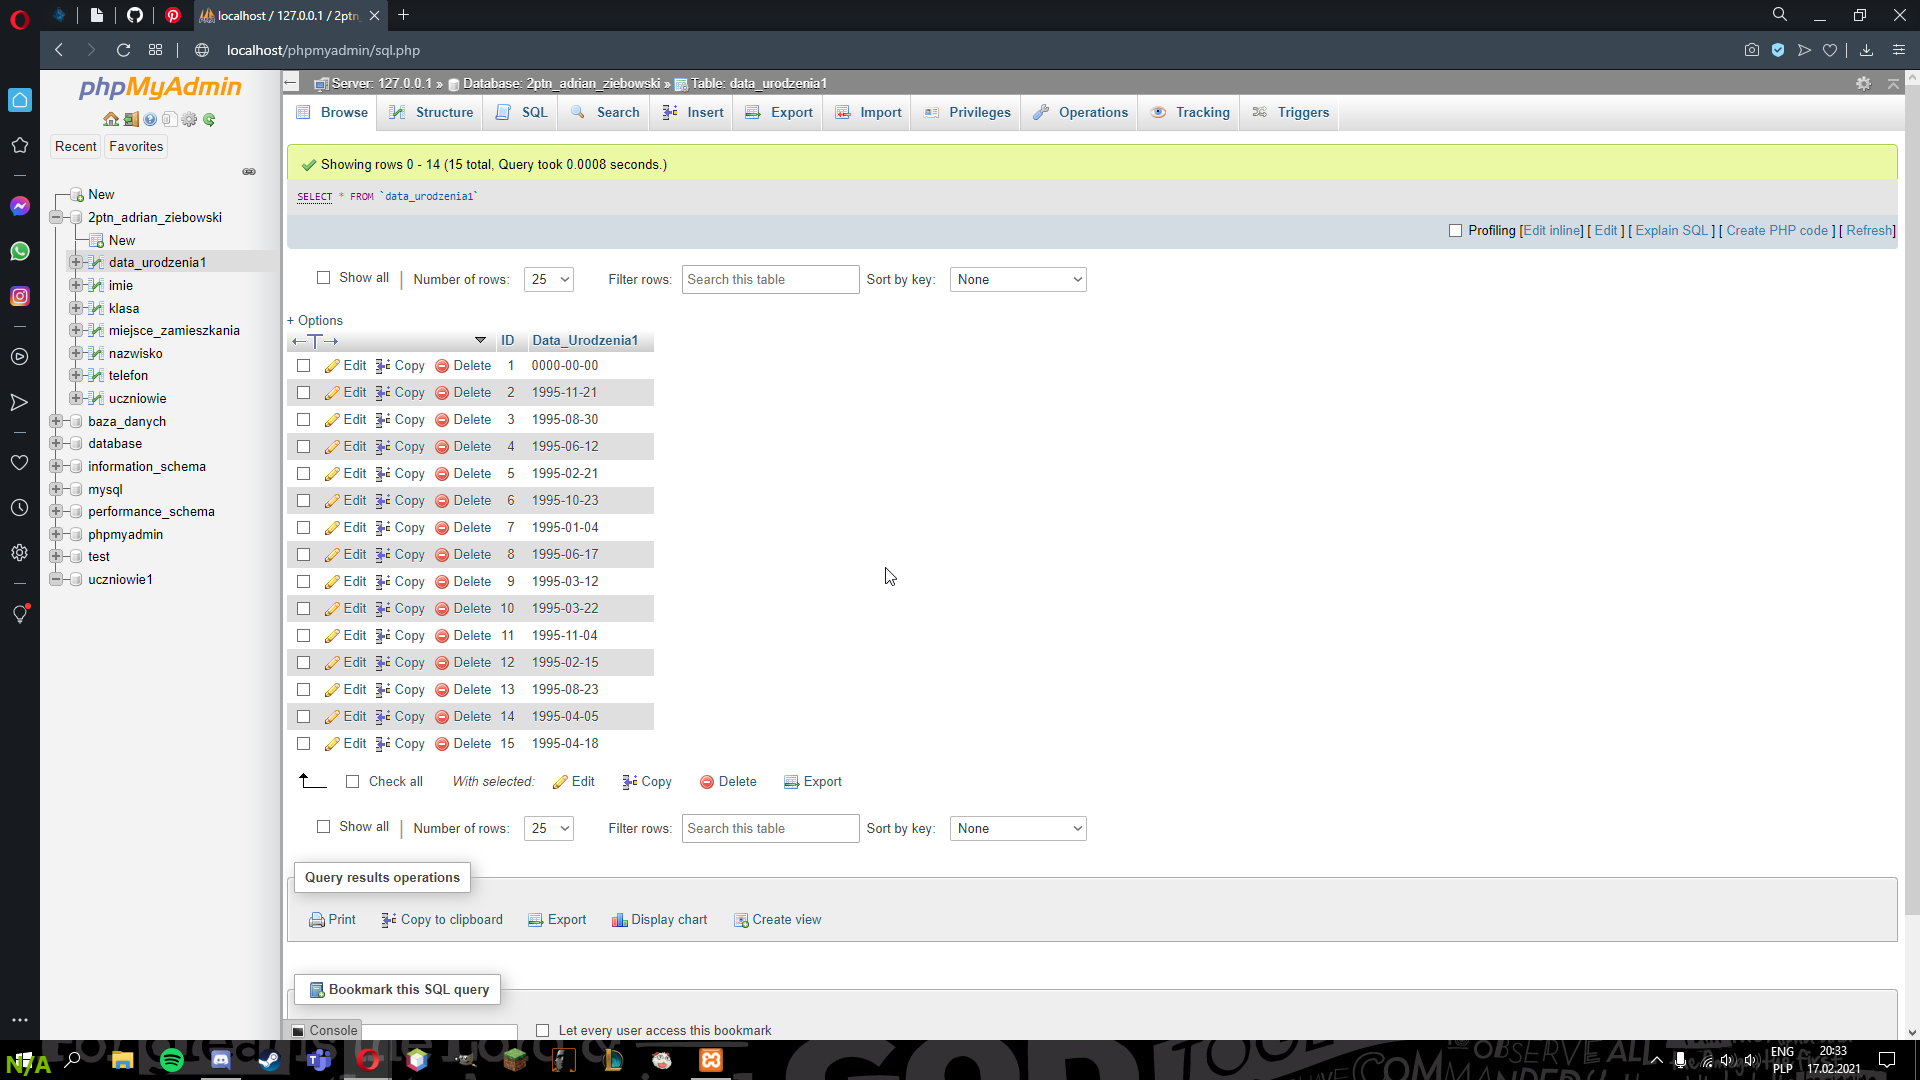 localhost / 127.0.0.1 / 2ptn_
localhost/phpmyadmin/sql.php
phpMyAdmin
Recent Favorites
New
2ptn_adrian_ziebowski
New
data_urodzenia1
imie
klasa
miejsce_zamieszkania
nazwisko
telefon
uczniowie
baza_danych
database
information_schema
mysql
performance_schema
phpmyadmin
test
uczniowie1
Server: 127.0.0.1 » Database: 2ptn_adrian_ziebowski » Table: data_urodzenia1
Browse Structure SQL Search Insert Export Import Privileges Operations Tracking Triggers
Showing rows 0 - 14 (15 total, Query took 0.0008 seconds.)
SELECT * FROM `data_urodzenia1`
Profiling [Edit inline] [ Edit ] [ Explain SQL ] [ Create PHP code ] [ Refresh]
Show all | Number of rows: 25 Filter rows: Search this table Sort by key: None
+ Options
←T→ ID Data_Urodzenia1
Edit Copy Delete 1 0000-00-00
Edit Copy Delete 2 1995-11-21
Edit Copy Delete 3 1995-08-30
Edit Copy Delete 4 1995-06-12
Edit Copy Delete 5 1995-02-21
Edit Copy Delete 6 1995-10-23
Edit Copy Delete 7 1995-01-04
Edit Copy Delete 8 1995-06-17
Edit Copy Delete 9 1995-03-12
Edit Copy Delete 10 1995-03-22
Edit Copy Delete 11 1995-11-04
Edit Copy Delete 12 1995-02-15
Edit Copy Delete 13 1995-08-23
Edit Copy Delete 14 1995-04-05
Edit Copy Delete 15 1995-04-18
Check all With selected: Edit Copy Delete Export
Show all | Number of rows: 25 Filter rows: Search this table Sort by key: None
Query results operations
Print Copy to clipboard Export Display chart Create view
Bookmark this SQL query
Console Let every user access this bookmark
N/A
GOD
OBSERVE ALL
ENG
PLP
20:33
17.02.2021